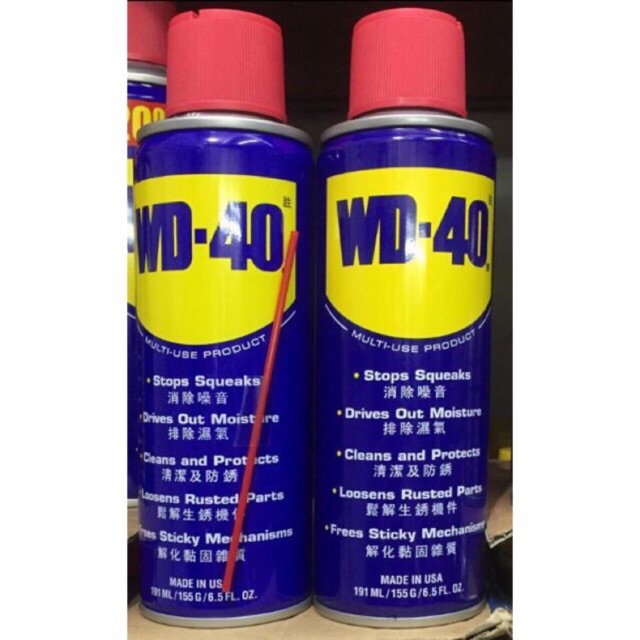 20%
WD-40
MULTI-USE PRODUCT
• Stops Squeaks
消除噪音
• Drives Out Moisture
排除濕氣
• Cleans and Protects
清潔及防銹
• Loosens Rusted Parts
鬆解生銹機件
• Frees Sticky Mechanisms
解化黏固雜質
MADE IN USA
191 ML/155 G/6.5 FL. OZ.
WD-40
MULTI-USE PRODUCT
• Stops Squeaks
消除噪音
• Drives Out Moisture
排除濕氣
• Cleans and Protects
清潔及防銹
• Loosens Rusted Parts
鬆解生銹機件
• Frees Sticky Mechanisms
解化黏固雜質
MADE IN USA
191 ML/155 G/6.5 FL. OZ.